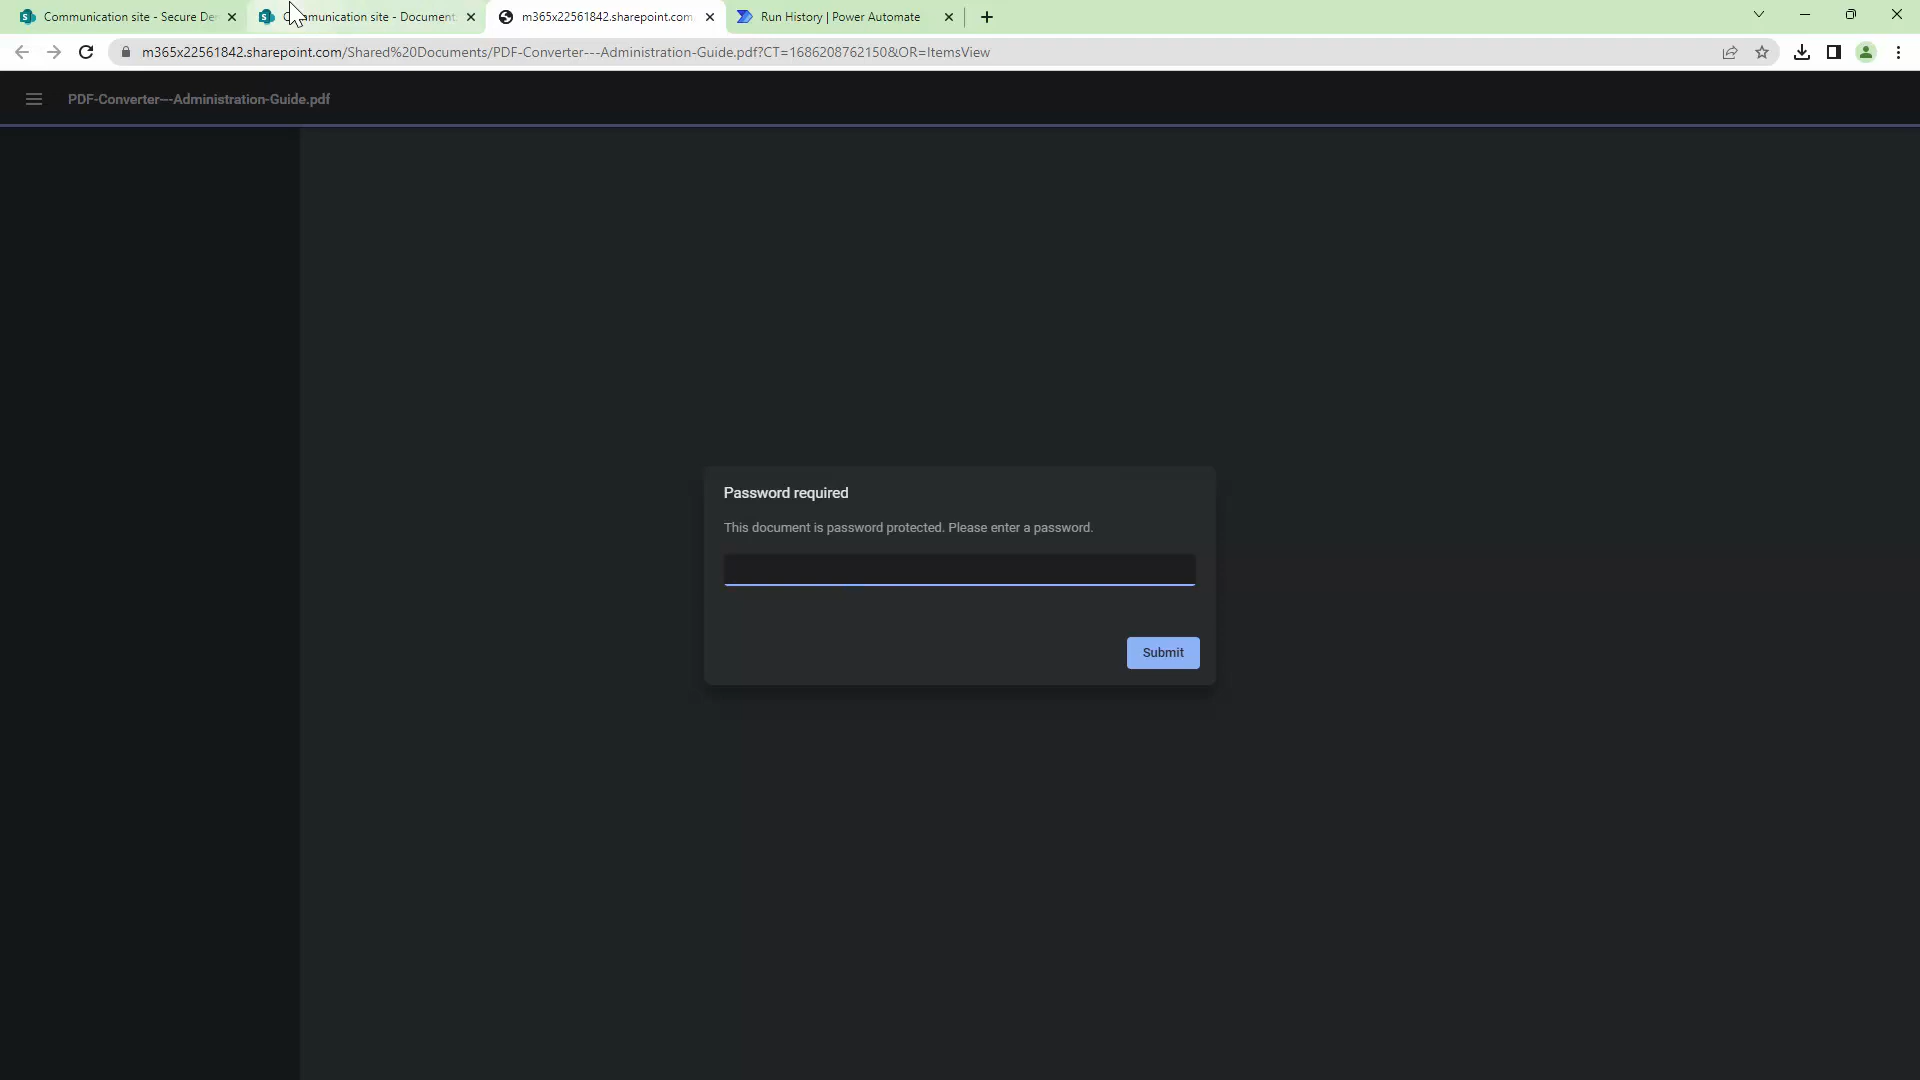 Communication site - Secure De
munication site - Document
m365x22561842.sharepoint.com
Run History | Power Automate
m365x22561842.sharepoint.com/Shared%20Documents/PDF-Converter---Administration-Guide.pdf?CT=1686208762150&OR=ItemsView
PDF-Converter---Administration-Guide.pdf
Password required
This document is password protected. Please enter a password.
Submit